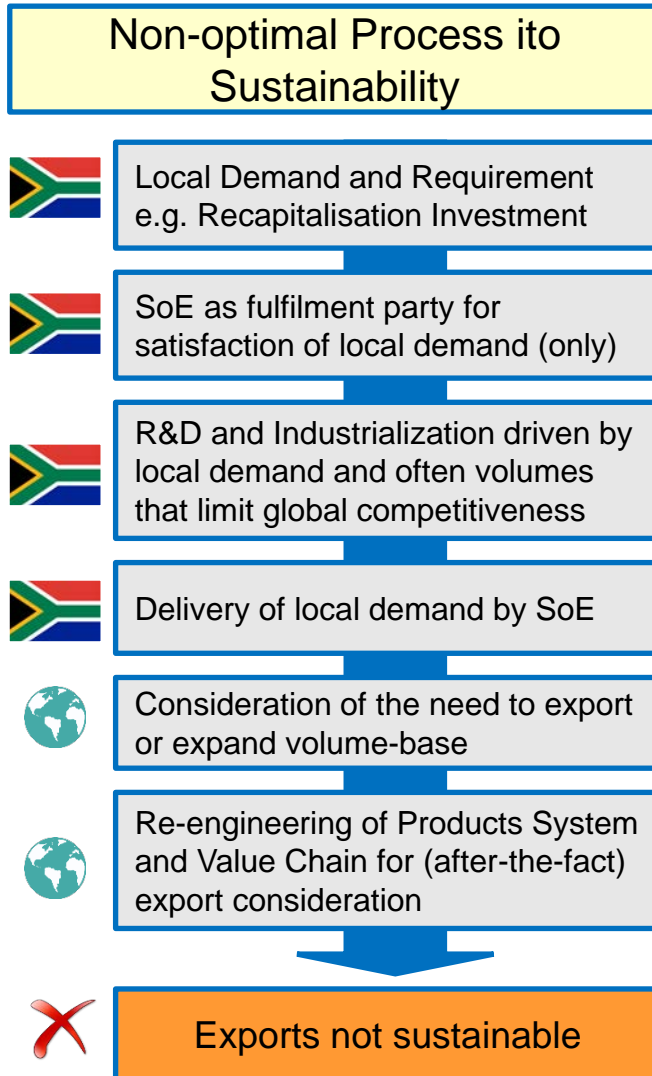 Non-optimal Process ito
Sustainability
Local Demand and Requirement
e.g. Recapitalisation Investment
SoE as fulfilment party for
satisfaction of local demand (only)
R&D and Industrialization driven by
local demand and often volumes
that limit global competitiveness
Delivery of local demand by SoE
Consideration of the need to export
or expand volume-base
Re-engineering of Products System
and Value Chain for (after-the-fact)
export consideration
Exports not sustainable